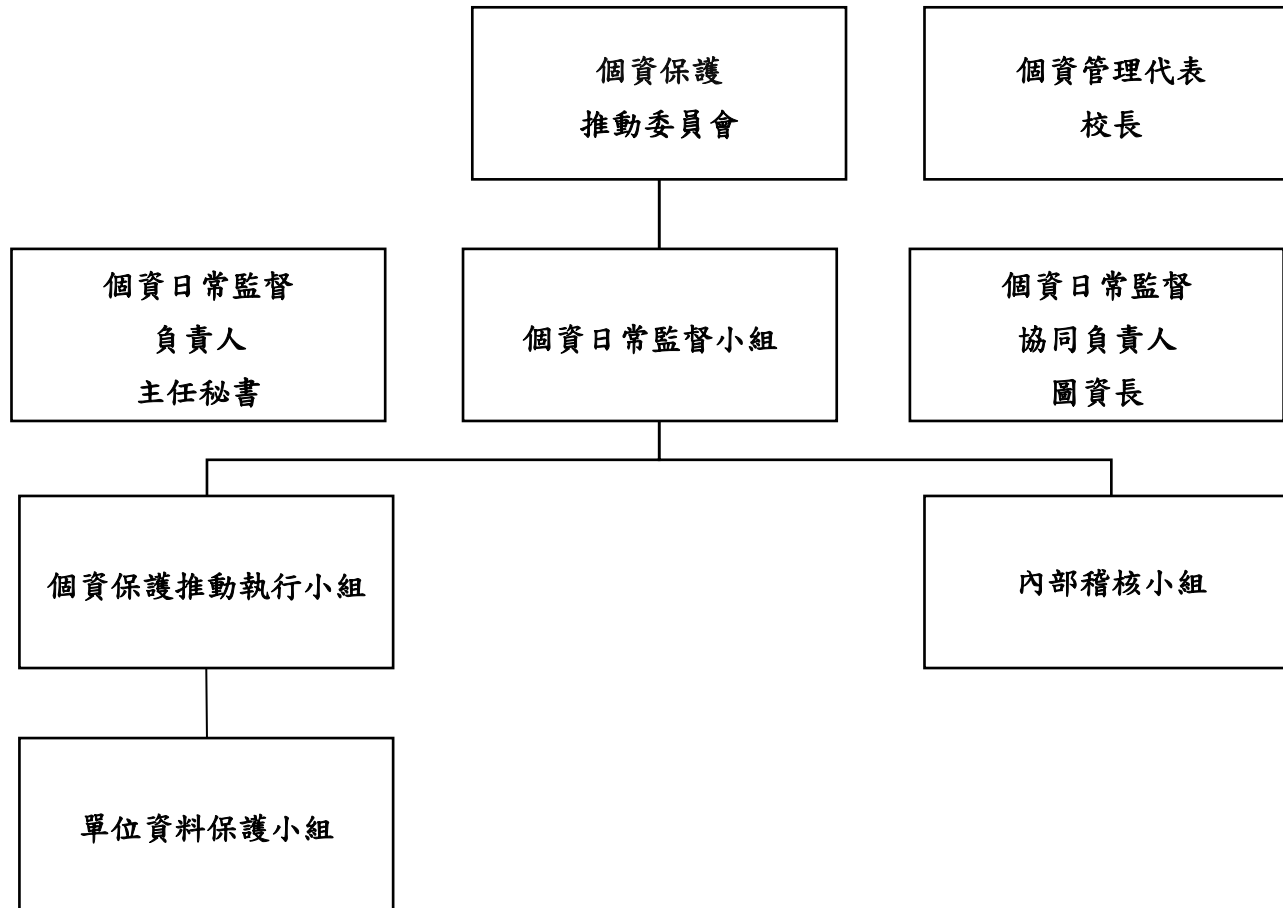 個資保護
推動委員會
個資管理代表
校長
個資日常監督
負責人
主任秘書
個資日常監督小組
個資日常監督
協同負責人
圖資長
個資保護推動執行小組
內部稽核小組
單位資料保護小組